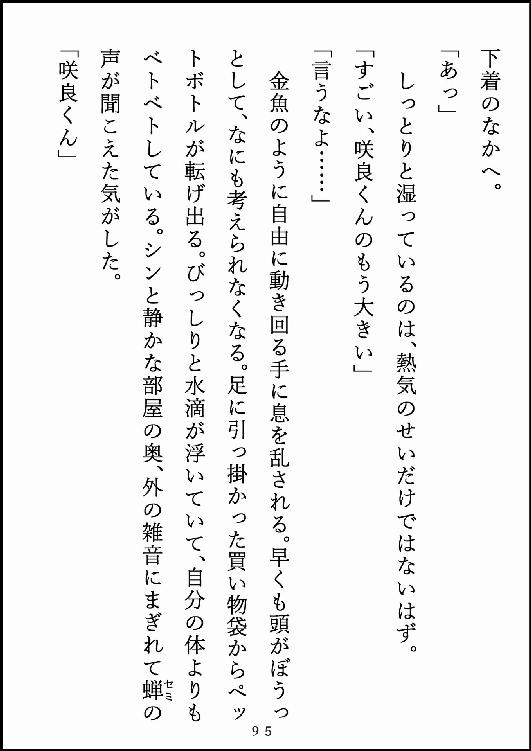 下着のなかへ。
「あっ」
しっとりと湿っているのは、熱気のせいだけではないはず。
「すごい、咲良くんのもう大きい」
「言うなよ……」
金魚のように自由に動き回る手に息を乱される。早くも頭がぼうっ
として、なにも考えられなくなる。足に引っ掛かった買い物袋からペッ
トボトルが転げ出る。びっしりと水滴が浮いていて、自分の体よりも
ベトベトしている。シンと静かな部屋の奥、外の雑音にまぎれて蝉の
セミ
声が聞こえた気がした。
「咲良くん」
95